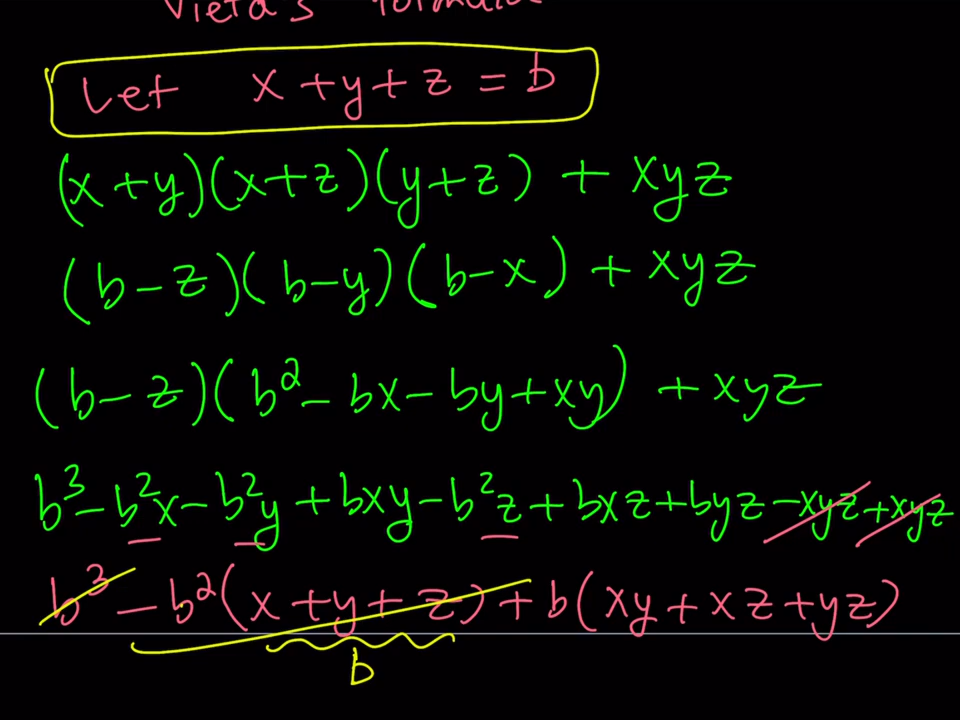 Vieta's formula
Let x + y + z = b
(x + y)(x + z)(y + z) + xyz
(b - z)(b - y)(b - x) + xyz
(b - z)(b² - bx - by + xy) + xyz
b³ - b²x - b²y + bxy - b²z + bxz + byz - xyz + xyz
b³ - b²(x + y + z) + b(xy + xz + yz)
b